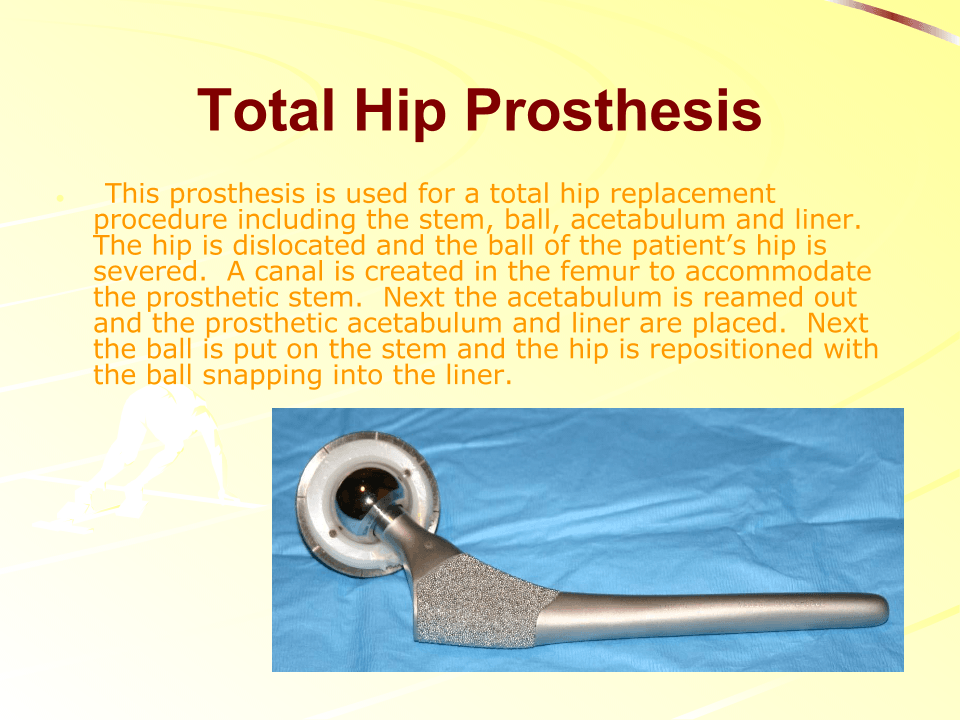 Total Hip Prosthesis
This prosthesis is used for a total hip replacement
procedure including the stem, ball, acetabulum and liner.
The hip is dislocated and the ball of the patient’s hip is
severed.  A canal is created in the femur to accommodate
the prosthetic stem.  Next the acetabulum is reamed out
and the prosthetic acetabulum and liner are placed.  Next
the ball is put on the stem and the hip is repositioned with
the ball snapping into the liner.